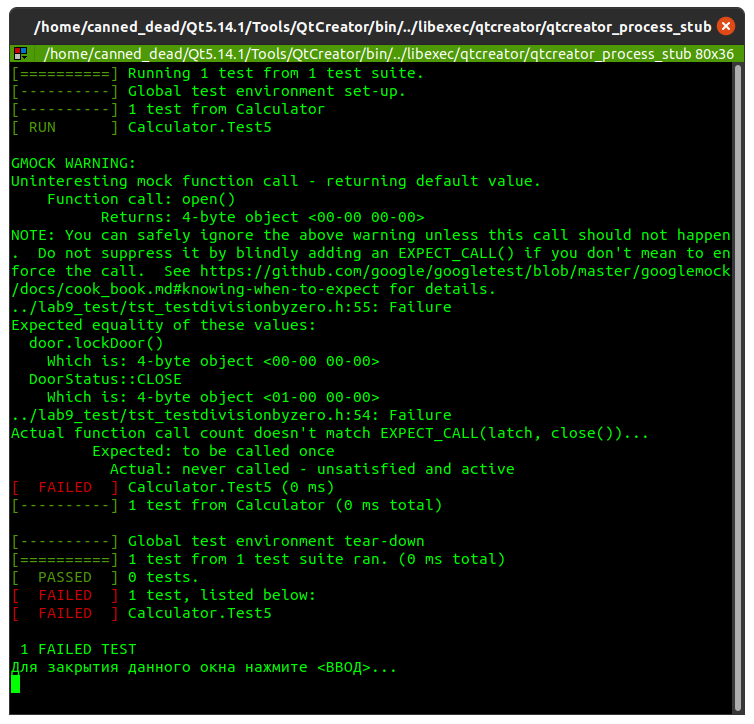 /home/canned_dead/Qt5.14.1/Tools/QtCreator/bin/../libexec/qtcreator/qtcreator_process_stub
/home/canned_dead/Qt5.14.1/Tools/QtCreator/bin/../libexec/qtcreator/qtcreator_process_stub 80x36
[==========] Running 1 test from 1 test suite.
[----------] Global test environment set-up.
[----------] 1 test from Calculator
[ RUN      ] Calculator.Test5
GMOCK WARNING:
Uninteresting mock function call - returning default value.
    Function call: open()
          Returns: 4-byte object <00-00 00-00>
NOTE: You can safely ignore the above warning unless this call should not happen
.  Do not suppress it by blindly adding an EXPECT_CALL() if you don't mean to en
force the call.  See https://github.com/google/googletest/blob/master/googlemock
/docs/cook_book.md#knowing-when-to-expect for details.
../lab9_test/tst_testdivisionbyzero.h:55: Failure
Expected equality of these values:
  door.lockDoor()
    Which is: 4-byte object <00-00 00-00>
  DoorStatus::CLOSE
    Which is: 4-byte object <01-00 00-00>
../lab9_test/tst_testdivisionbyzero.h:54: Failure
Actual function call count doesn't match EXPECT_CALL(latch, close())...
         Expected: to be called once
           Actual: never called - unsatisfied and active
[  FAILED  ] Calculator.Test5 (0 ms)
[----------] 1 test from Calculator (0 ms total)
[----------] Global test environment tear-down
[==========] 1 test from 1 test suite ran. (0 ms total)
[  PASSED  ] 0 tests.
[  FAILED  ] 1 test, listed below:
[  FAILED  ] Calculator.Test5
 1 FAILED TEST
Для закрытия данного окна нажмите <ВВОД>...